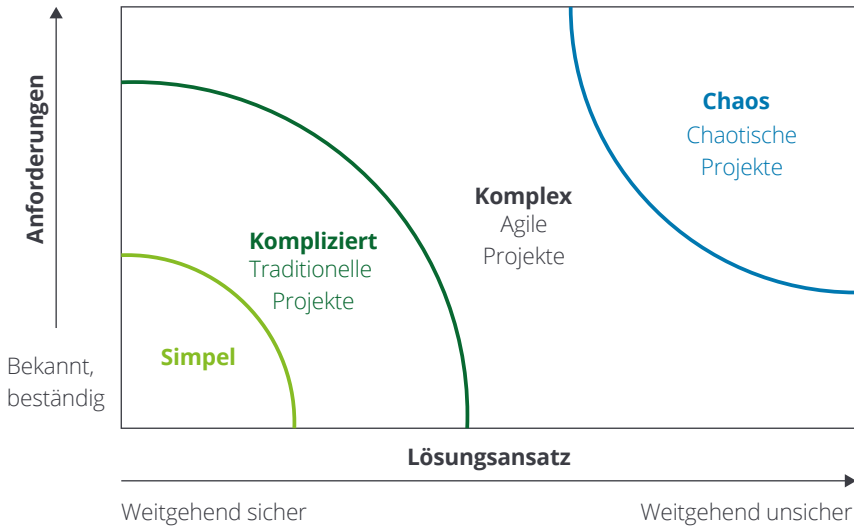 Anforderungen
Bekannt,
beständig
Simpel
Kompliziert
Traditionelle
Projekte
Komplex
Agile
Projekte
Chaos
Chaotische
Projekte
Lösungsansatz
Weitgehend sicher
Weitgehend unsicher